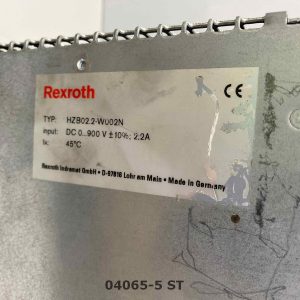 Rexroth
CE
TYP: HZB02.2-W002N
input: DC 0...900 V ±10%; 2,2A
ta: 45°C
Rexroth Indramat GmbH • D-97816 Lohr am Main • Made in Germany
04065-5 ST